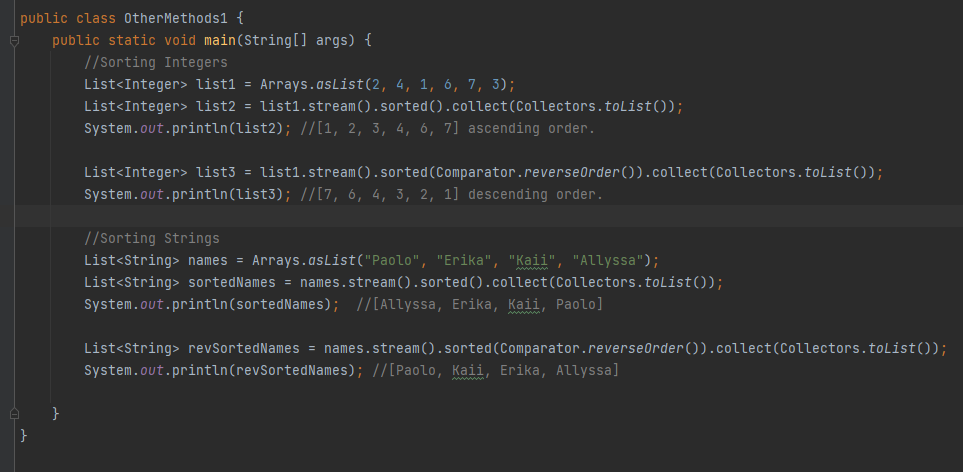 public class OtherMethods1 {
    public static void main(String[] args) {
        //Sorting Integers
        List<Integer> list1 = Arrays.asList(2, 4, 1, 6, 7, 3);
        List<Integer> list2 = list1.stream().sorted().collect(Collectors.toList());
        System.out.println(list2); //[1, 2, 3, 4, 6, 7] ascending order.

        List<Integer> list3 = list1.stream().sorted(Comparator.reverseOrder()).collect(Collectors.toList());
        System.out.println(list3); //[7, 6, 4, 3, 2, 1] descending order.

        //Sorting Strings
        List<String> names = Arrays.asList("Paolo", "Erika", "Kaii", "Allyssa");
        List<String> sortedNames = names.stream().sorted().collect(Collectors.toList());
        System.out.println(sortedNames);  //[Allyssa, Erika, Kaii, Paolo]

        List<String> revSortedNames = names.stream().sorted(Comparator.reverseOrder()).collect(Collectors.toList());
        System.out.println(revSortedNames); //[Paolo, Kaii, Erika, Allyssa]

    }
}